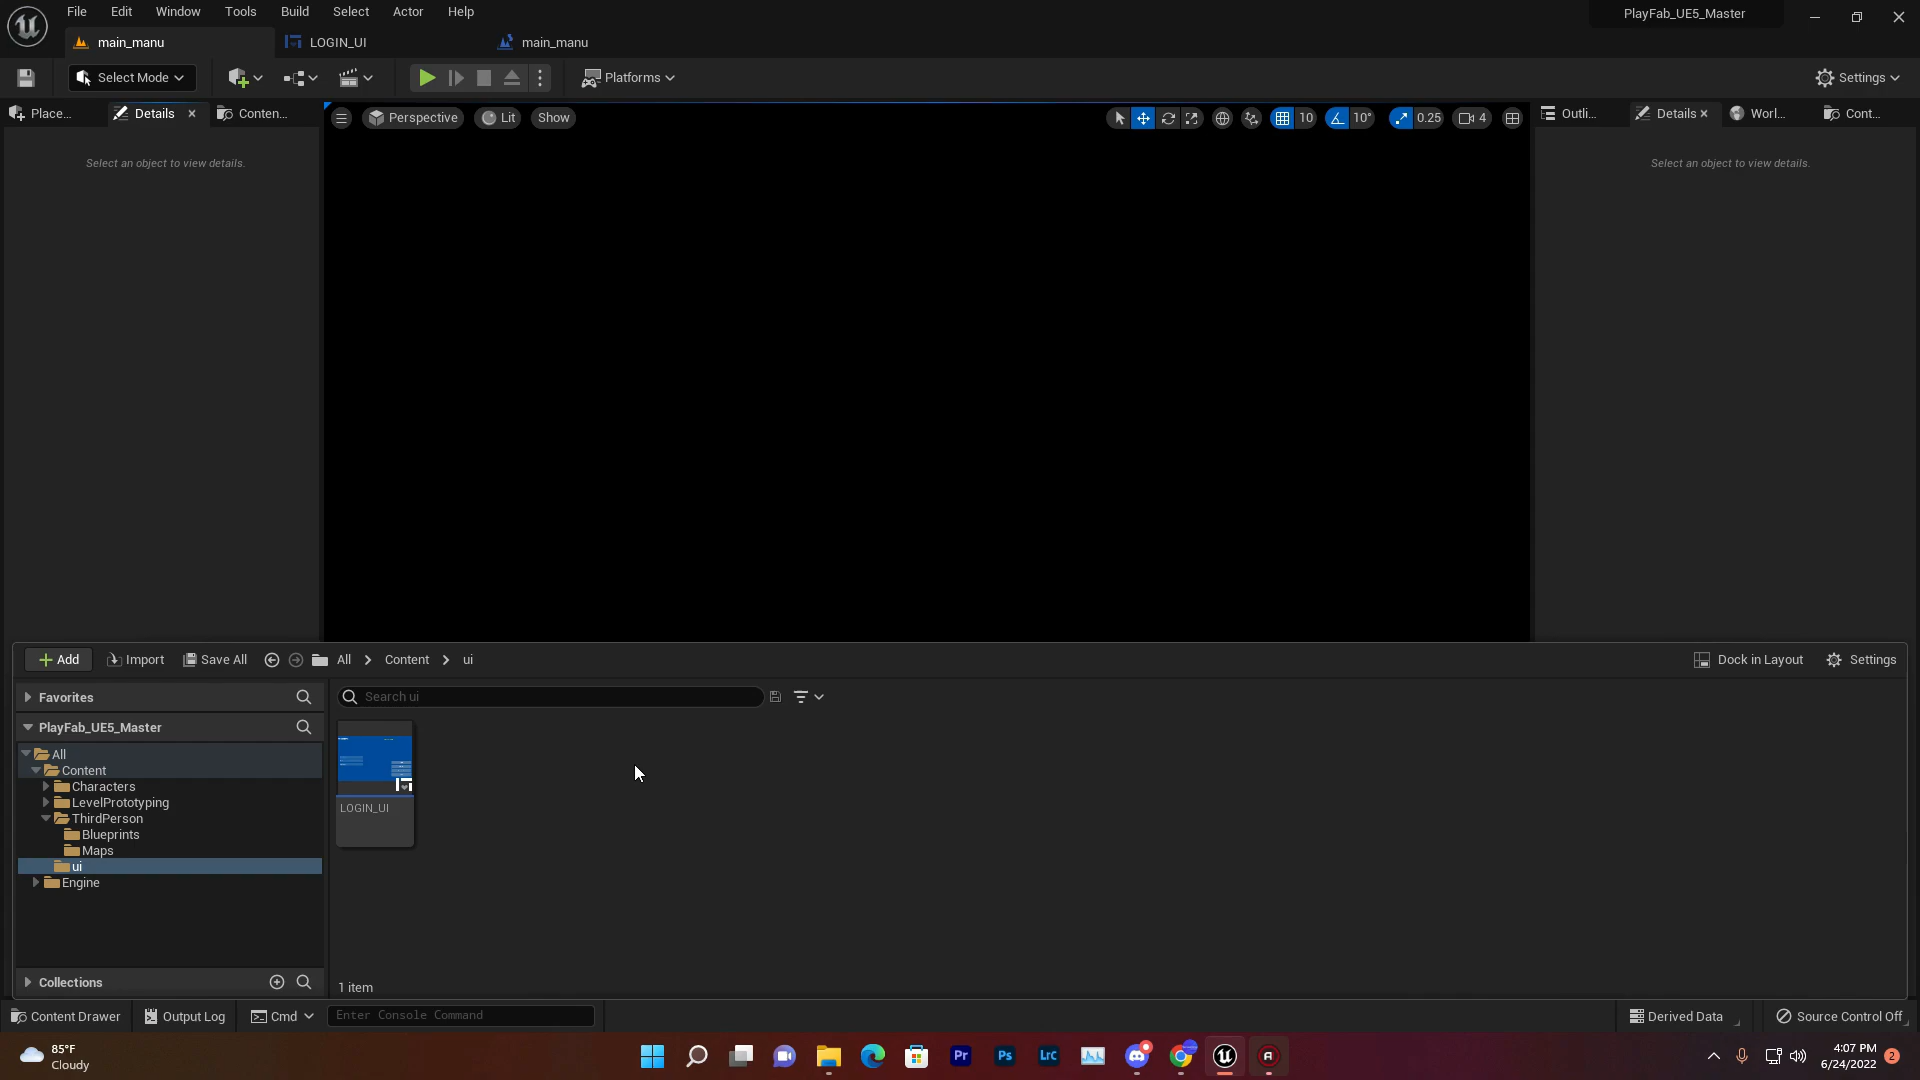 File Edit Window Tools Build Select Actor Help
PlayFab_UE5_Master
main_manu LOGIN_UI main_manu
Select Mode Platforms Settings
Place... Details Conten... Perspective Lit Show 10 10° 0.25 4 Outli... Details Worl... Cont...
Select an object to view details. Select an object to view details.
Add Import Save All All Content ui Dock in Layout Settings
Favorites Search ui
PlayFab_UE5_Master
All
Content
Characters
LevelPrototyping
LOGIN_UI
ThirdPerson
Blueprints
Maps
ui
Engine
Collections 1 item
Content Drawer Output Log Cmd Enter Console Command Derived Data Source Control Off
85°F
Cloudy
Pr Ps LrC
4:07 PM
6/24/2022 2